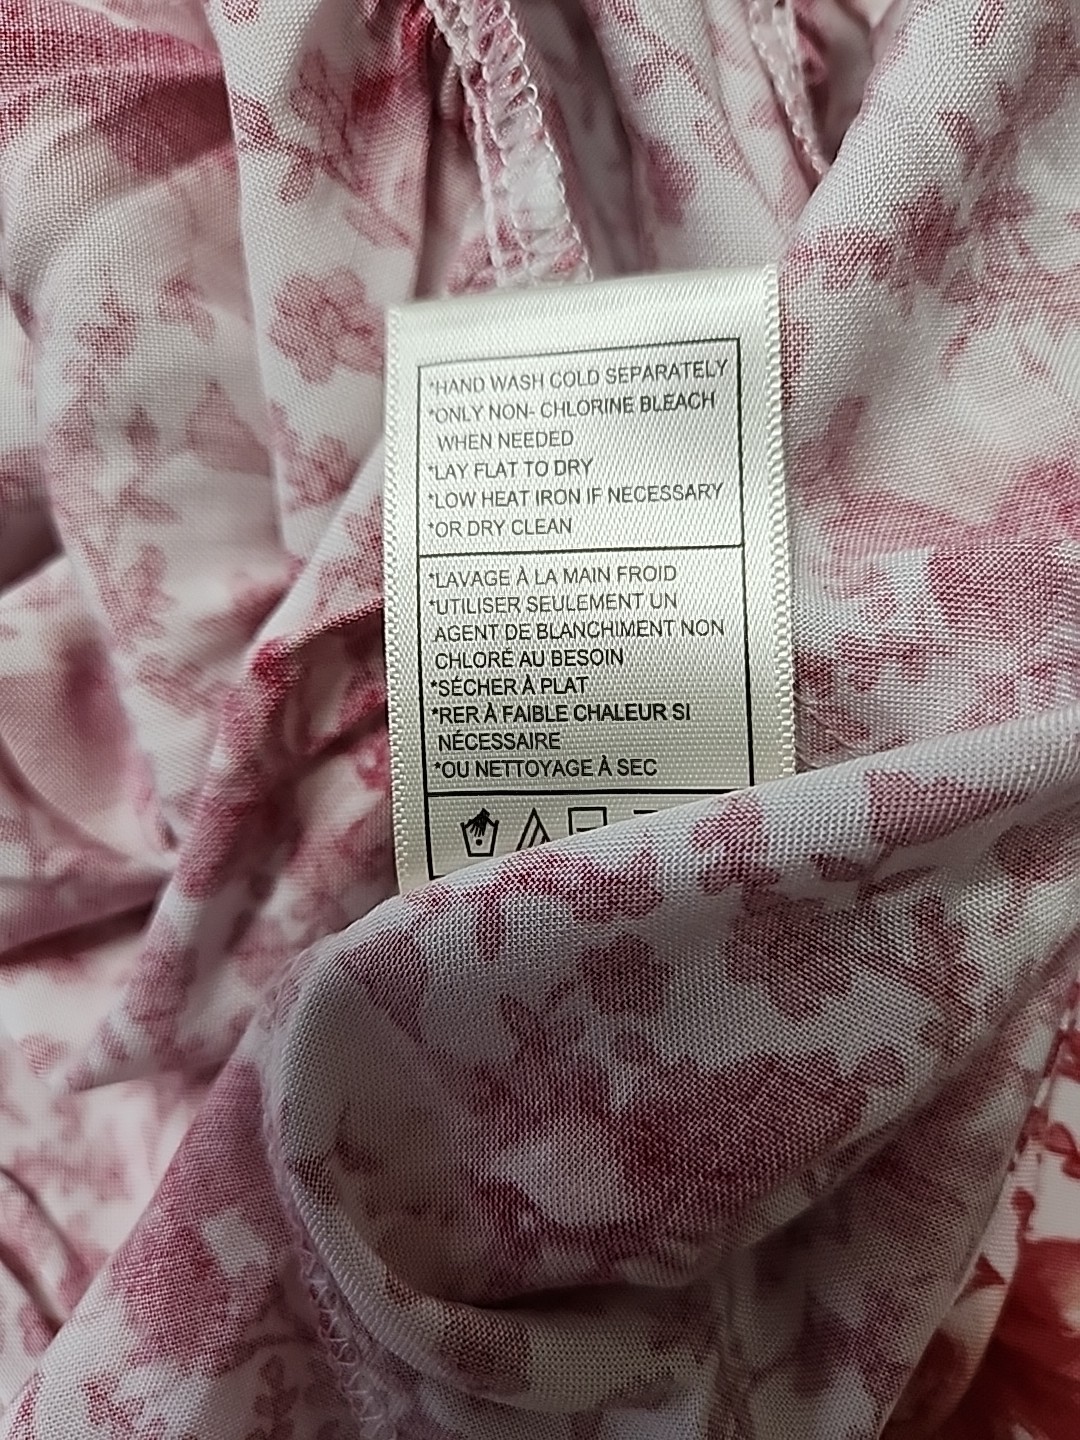 *HAND WASH COLD SEPARATELY
*ONLY NON- CHLORINE BLEACH
WHEN NEEDED
*LAY FLAT TO DRY
*LOW HEAT IRON IF NECESSARY
*OR DRY CLEAN
*LAVAGE À LA MAIN FROID
*UTILISER SEULEMENT UN
AGENT DE BLANCHIMENT NON
CHLORÉ AU BESOIN
*SÉCHER À PLAT
*RER À FAIBLE CHALEUR SI
NÉCESSAIRE
*OU NETTOYAGE À SEC